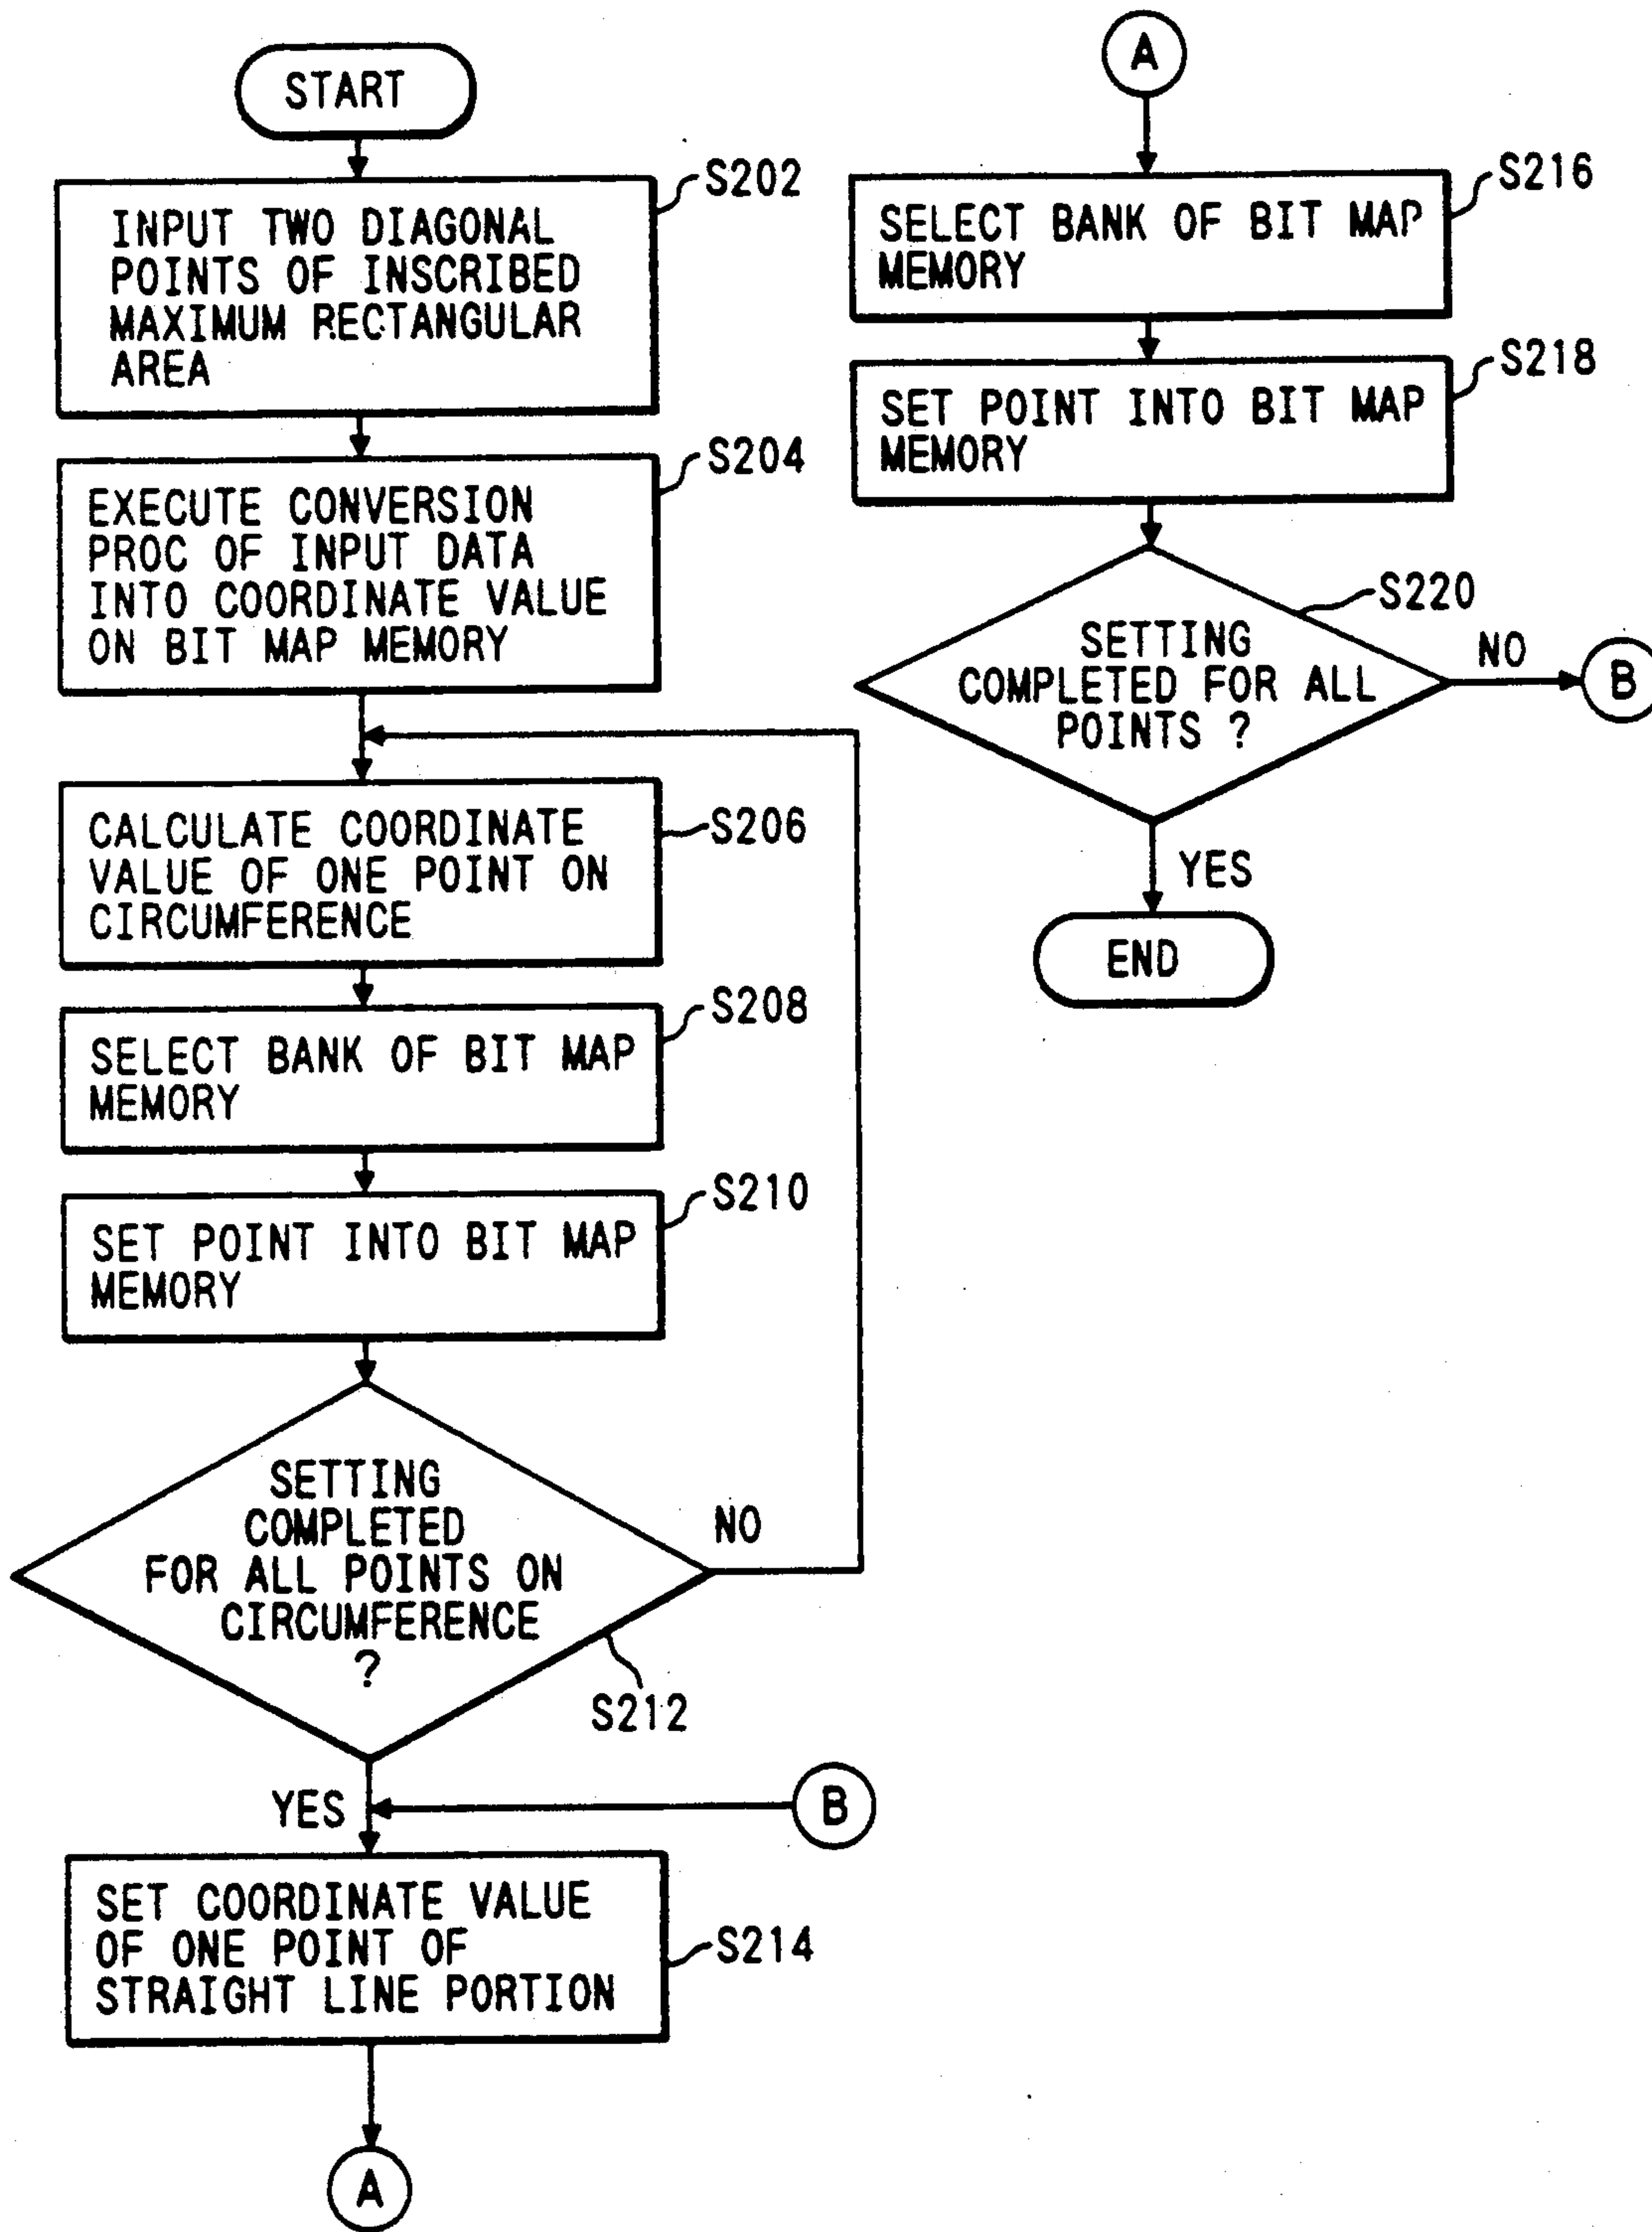 START
S202
INPUT TWO DIAGONAL
POINTS OF INSCRIBED
MAXIMUM RECTANGULAR
AREA
S204
EXECUTE CONVERSION
PROC OF INPUT DATA
INTO COORDINATE VALUE
ON BIT MAP MEMORY
S206
CALCULATE COORDINATE
VALUE OF ONE POINT ON
CIRCUMFERENCE
S208
SELECT BANK OF BIT MAP
MEMORY
S210
SET POINT INTO BIT MAP
MEMORY
SETTING
COMPLETED
FOR ALL POINTS ON
CIRCUMFERENCE
?
NO
S212
YES
B
SET COORDINATE VALUE
OF ONE POINT OF
STRAIGHT LINE PORTION
S214
A
A
S216
SELECT BANK OF BIT MAP
MEMORY
S218
SET POINT INTO BIT MAP
MEMORY
S220
SETTING
COMPLETED FOR ALL
POINTS ?
NO
B
YES
END